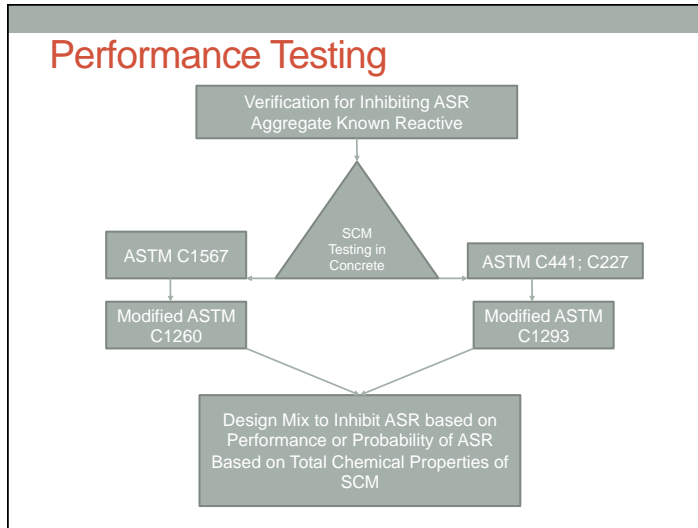 Performance Testing
Verification for Inhibiting ASR
Aggregate Known Reactive
SCM
Testing in
Concrete
ASTM C1567
ASTM C441; C227
Modified ASTM
C1260
Modified ASTM
C1293
Design Mix to Inhibit ASR based on
Performance or Probability of ASR
Based on Total Chemical Properties of
SCM